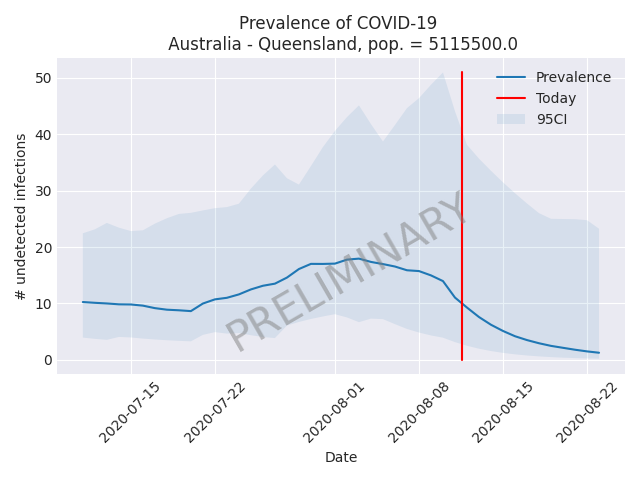 Prevalence of COVID-19
Australia - Queensland, pop. = 5115500.0
50
40
30
20
10
0
# undetected infections
Prevalence
Today
95CI
PRELIMINARY
2020-07-15
2020-07-22
2020-08-01
2020-08-08
2020-08-15
2020-08-22
Date